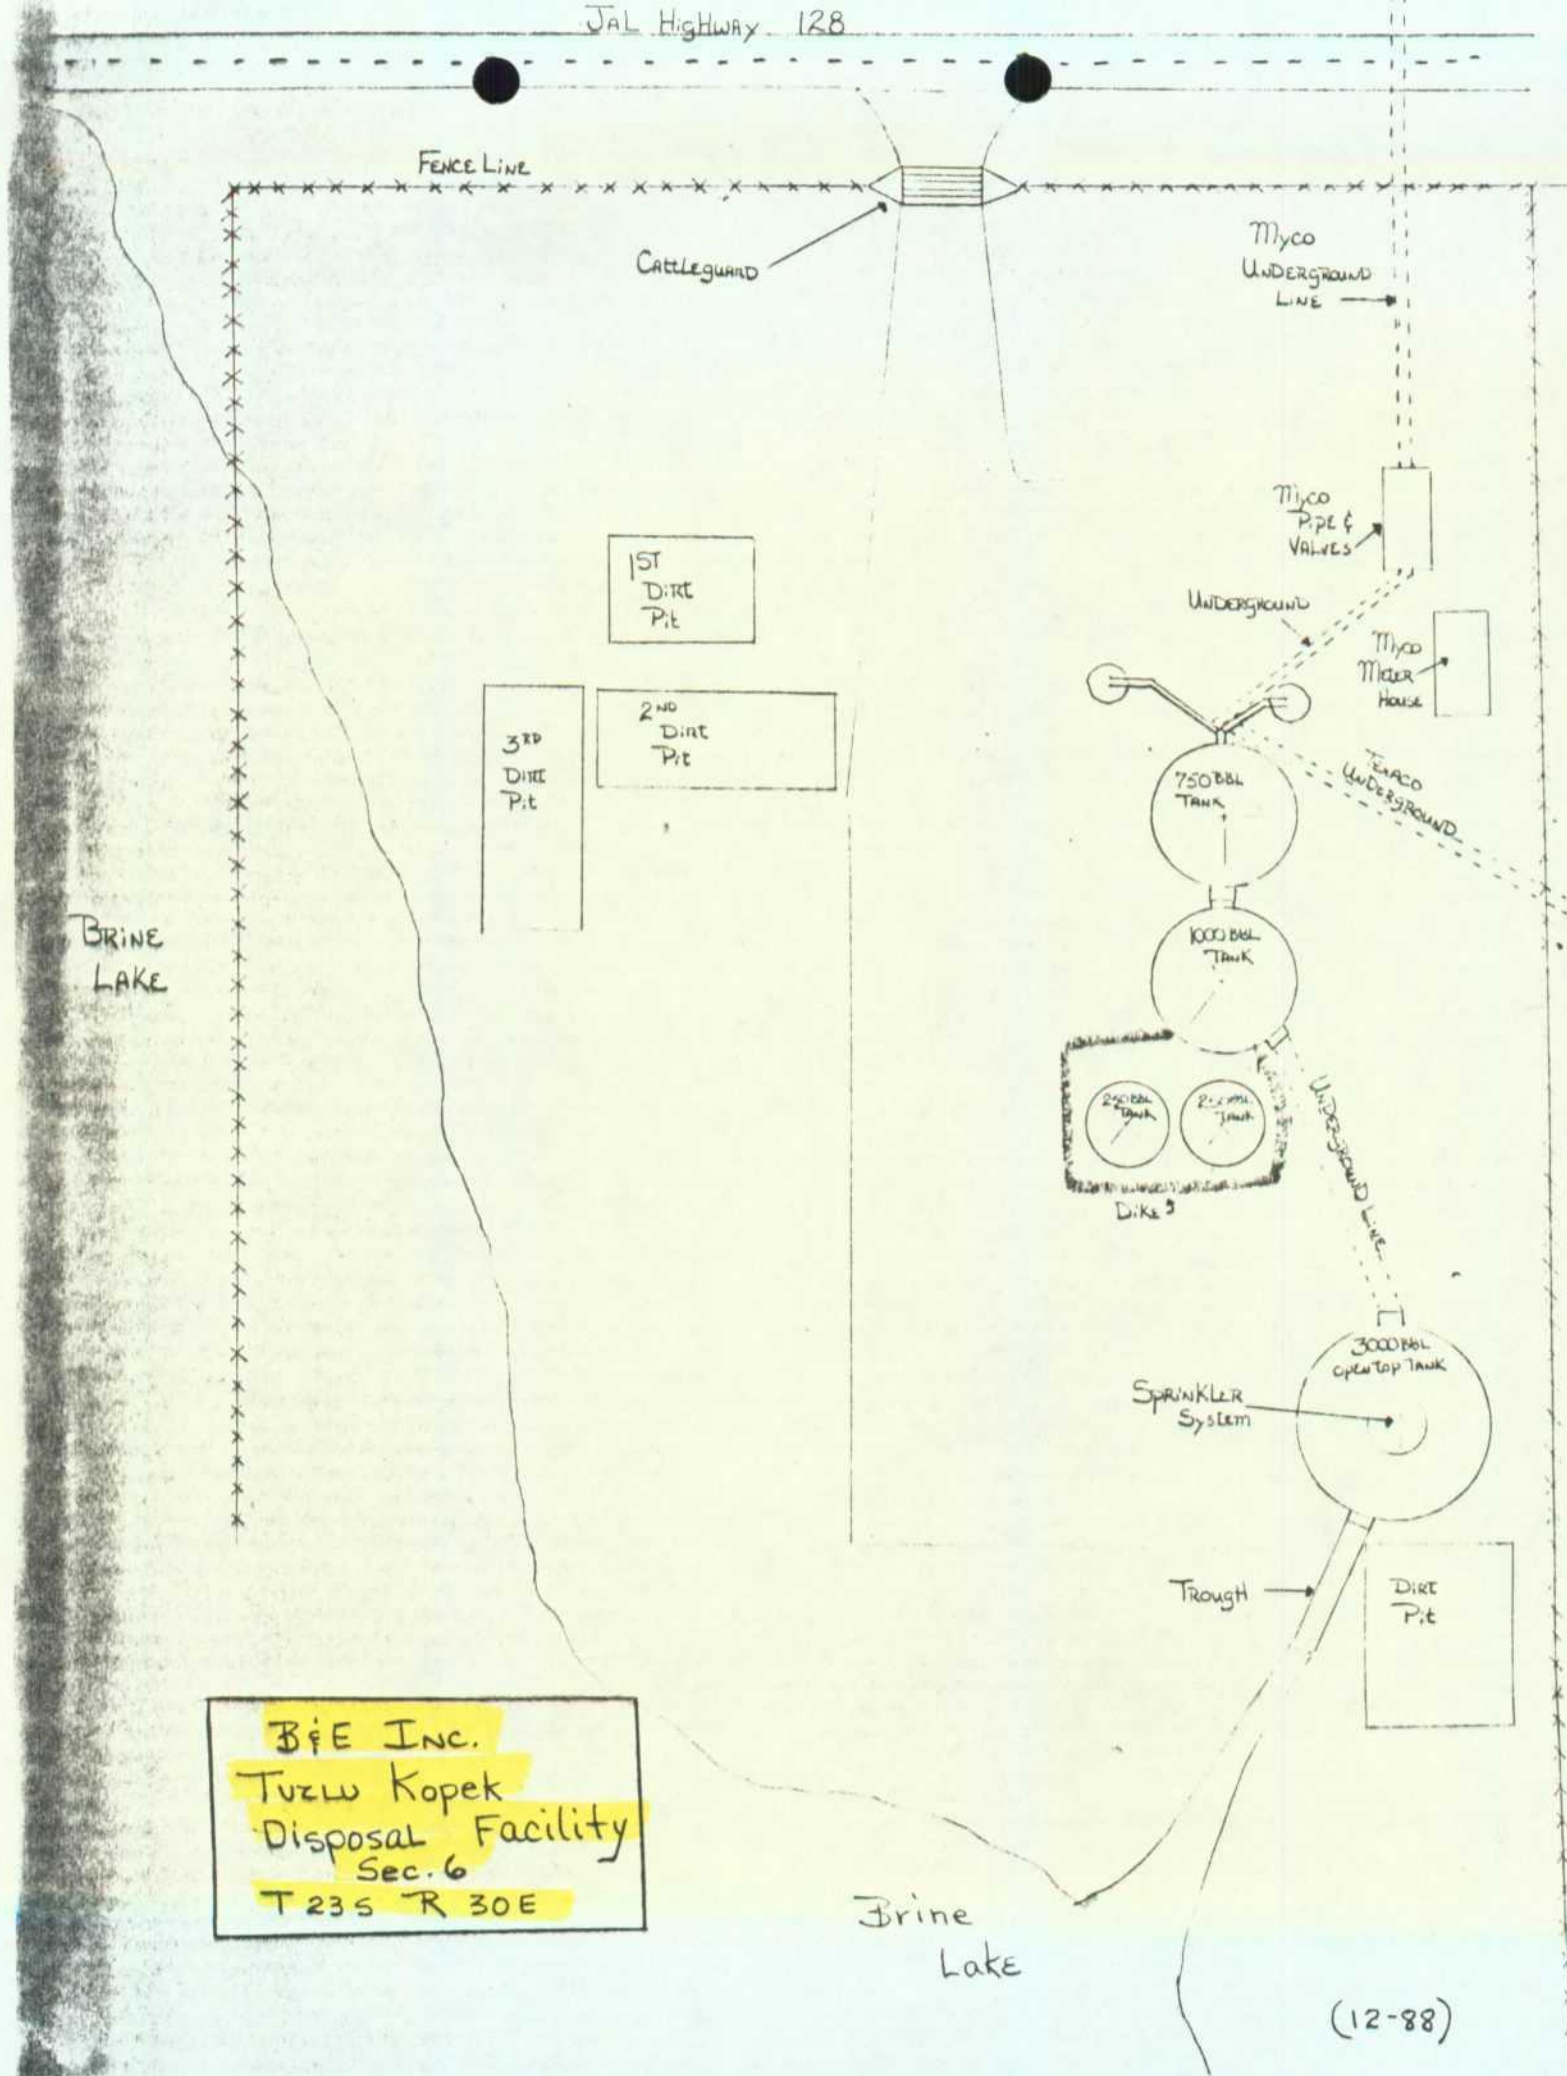 JAL HIGHWAY 128
FENCE LINE
CATTLEGUARD
MYCO
UNDERGROUND
LINE
MYCO
PIPE &
VALVES
1ST
DIRT
Pit
UNDERGROUND
MYCO
METER
HOUSE
3RD
DIRT
Pit
2ND
Dirt
Pit
750 BBL
TANK
TEXACO
UNDERGROUND
BRINE
LAKE
1000 BBL
TANK
250 BBL
TANK
250 BBL
TANK
DIKE
UNDERGROUND LINE
3000 BBL
OPEN TOP TANK
SPRINKLER
System
TROUGH
DIRT
Pit
B&E INC.
TUZLU Kopek
DisposaL Facility
Sec. 6
T 23 S R 30 E
Brine
LakE
(12-88)